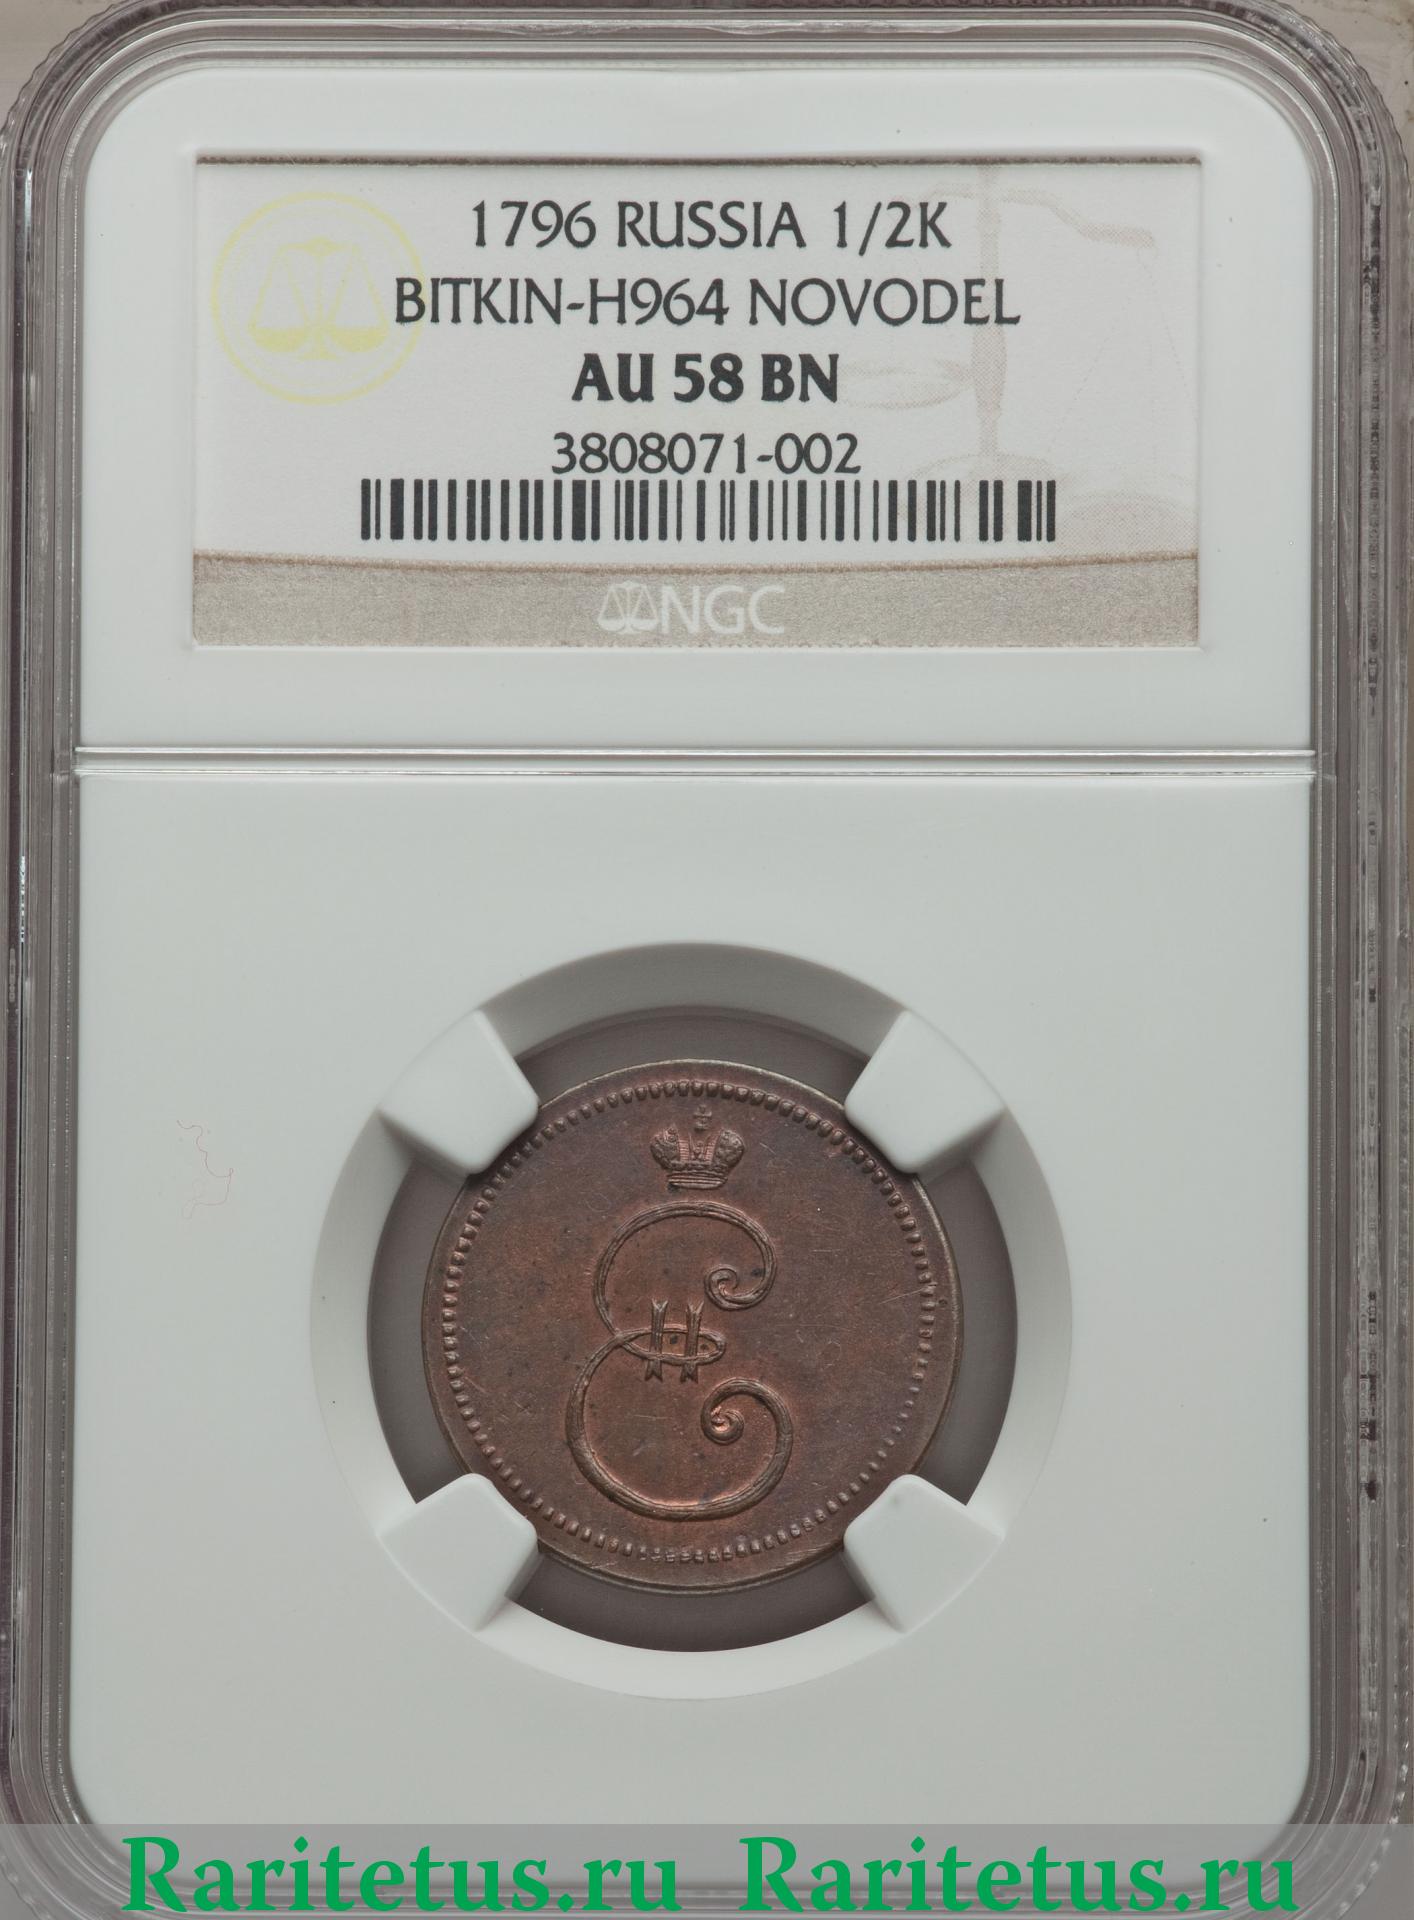 1796 RUSSIA 1/2K
BITKIN-H964 NOVODEL
AU 58 BN
3808071-002
NGC
Raritetus.ru Raritetus.ru